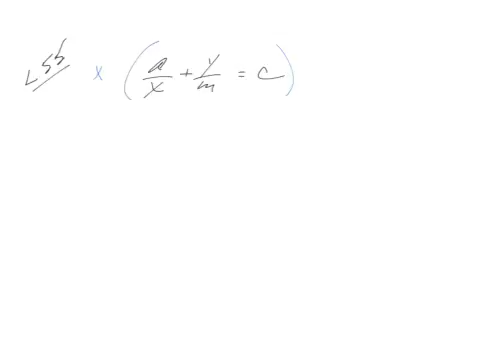 x ( a/x + y/m = c )